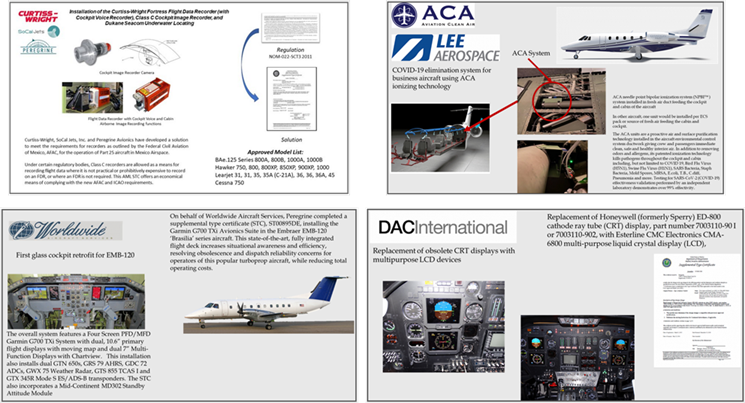 CURTISS-
WRIGHT
SoCal Jets
PEREGRINE
Installation of the Curtiss-Wright Fortress Flight Data Recorder (with
Cockpit Voice Recorder), Class C Cockpit Image Recorder, and
Dukane Seacom Underwater Locating
Cockpit Image Recorder Camera
Flight Data Recorder with Cockpit Voice and Cabin
Airborne Image Recording Functions
Regulation
NOM-022-SCT3.2011
Solution
Curtiss-Wright, SoCal Jets, Inc, and Peregrine Avionics have developed a solution
to meet the requirements for recorders as outlined by the Federal Civil Aviation
of Mexico, AFAC, for the operation of Part 25 aircraft in Mexico Airspace.
Under certain regulatory bodies, Class C recorders are allowed as a means for
recording flight data where it is not practical or prohibitively expensive to record
on an FDR, or where an FDR is required. This AML STC offers an economical
means of complying with the new AFAC and ICAO requirements.
Approved Model List:
BAe.125 Series 800A, 800B, 1000A, 1000B
Hawker 750, 800, 800XP, 850XP, 900XP, 1000
Learjet 31, 31, 35, 35A (C-21A), 36, 36, 36A, 45
Cessna 750
ACA
AVIATION CLEAN AIR
LEE
AEROSPACE
COVID-19 elimination system for
business aircraft using ACA
ionizing technology
ACA System
ACA needle point bipolar ionization system (NPBI™)
system installed in feeds air duct feeding the cockpit
and cabin of the aircraft
In other aircraft, one unit would be installed per ECS
pack or source of feeds air feeding the cabin and
cockpit.
The ACA units are a proactive air and surface purification
technology installed in the aircraft environmental control
system ductwork giving crew and passengers immediate
clean, safe and healthy interior air. In addition to removing
odors and allergens, its patented ionization technology
kills pathogens throughout the cockpit and cabin
including, but not limited to COVID-19, Bird Flu Virus
(H5N1), Swine Flu Virus (H1N1), SARS Bacteria, Staph
Bacteria, Mold Spores, MRSA, E.coli, T.B., C.diff,
Pneumonia and more. Testing for SARS-CoV-2 (COVID-19)
effectiveness validation performed by an independent
laboratory demonstrates over 99% effectivity.
Worldwide
AIRCRAFT SERVICES
First glass cockpit retrofit for EMB-120
On behalf of Worldwide Aircraft Services, Peregrine completed a
supplemental type certificate (STC), ST00895DE, installing the
Garmin G700 TXi Avionics Suite in the Embraer EMB-120
'Brasilia' series aircraft. This state-of-the-art, fully integrated
flight deck increases situational awareness and efficiency,
resolving obsolescence and dispatch reliability concerns for
operators of this popular turboprop aircraft, while reducing total
operating costs.
The overall system features a Four Screen PFD/MFD
Garmin G700 TXi System with dual, 10.6" primary
flight displays with moving map and dual 7" Multi-
Function Displays with Chartview. This installation
also installs dual GTN 650s, GRS 79 AHRS, GDC 72
ADCs, GWX 75 Weather Radar, GTS 855 TCAS I and
GTX 345R Mode S ES/ADS-B transponders. The STC
also incorporates a Mid-Continent MD302 Standby
Attitude Module
DAC International
Replacement of obsolete CRT displays with
multipurpose LCD devices
Replacement of Honeywell (formerly Sperry) ED-800
cathode ray tube (CRT) display, part number 7003110-901
or 7003110-902, with Esterline CMC Electronics CMA-
6800 multi-purpose liquid crystal display (LCD),